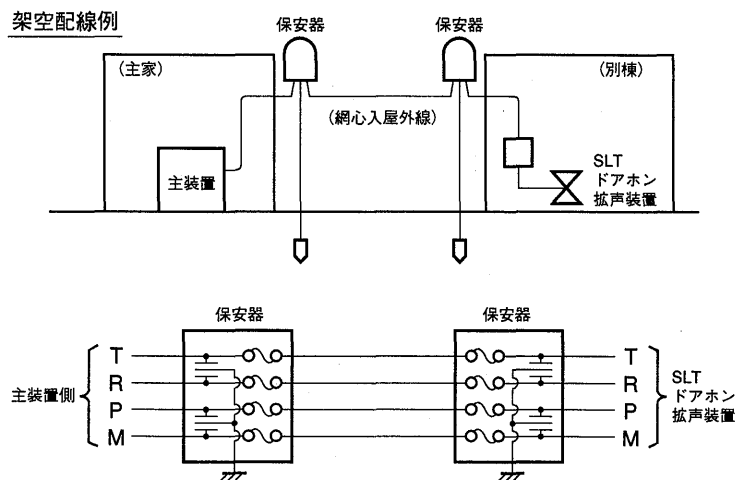 架空配線例
保安器
保安器
(主家)
(別棟)
(網心入屋外線)
主装置
SLT
ドアホン
拡声装置
保安器
保安器
主装置側
T
R
P
M
T
R
P
M
SLT
ドアホン
拡声装置